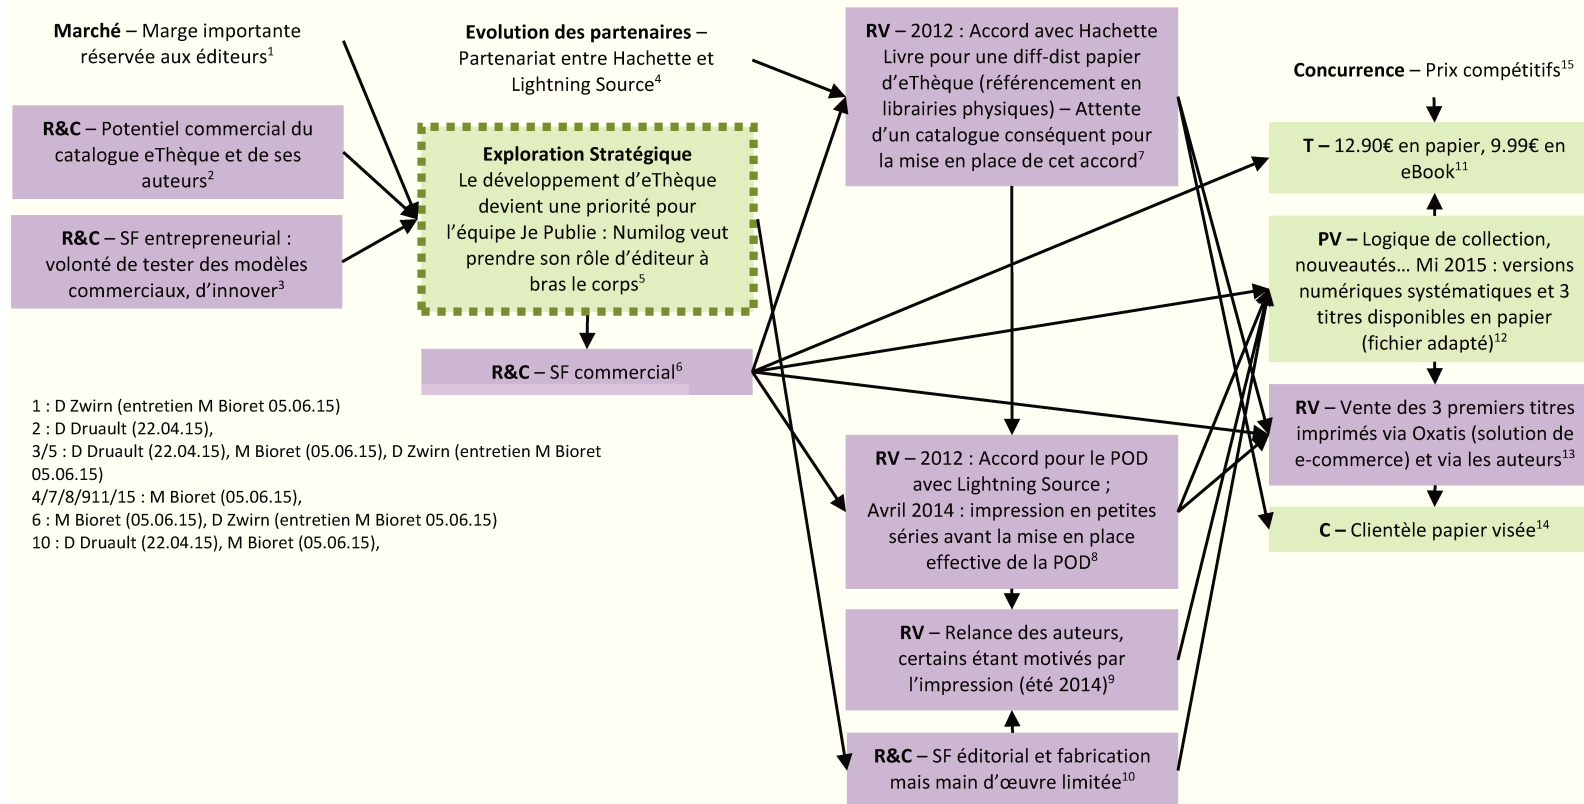 Marché – Marge importante
réservée aux éditeurs1
R&C – Potentiel commercial du
catalogue eThèque et de ses
auteurs2
R&C – SF entrepreneurial :
volonté de tester des modèles
commerciaux, d’innover3
Evolution des partenaires –
Partenariat entre Hachette et
Lightning Source4
Exploration Stratégique
Le développement d’eThèque
devient une priorité pour
l’équipe Je Publie : Numilog veut
prendre son rôle d’éditeur à
bras le corps5
R&C – SF commercial6
RV – 2012 : Accord avec Hachette
Livre pour une diff-dist papier
d’eThèque (référencement en
librairies physiques) – Attente
d’un catalogue conséquent pour
la mise en place de cet accord7
RV – 2012 : Accord pour le POD
avec Lightning Source ;
Avril 2014 : impression en petites
séries avant la mise en place
effective de la POD8
RV – Relance des auteurs,
certains étant motivés par
l’impression (été 2014)9
R&C – SF éditorial et fabrication
mais main d’œuvre limitée10
Concurrence – Prix compétitifs15
T – 12.90€ en papier, 9.99€ en
eBook11
PV – Logique de collection,
nouveautés... Mi 2015 : versions
numériques systématiques et 3
titres disponibles en papier
(fichier adapté)12
RV – Vente des 3 premiers titres
imprimés via Oxatis (solution de
e-commerce) et via les auteurs13
C – Clientèle papier visée14
1 : D Zwirn (entretien M Bioret 05.06.15)
2 : D Druault (22.04.15),
3/5 : D Druault (22.04.15), M Bioret (05.06.15), D Zwirn (entretien M Bioret
05.06.15)
4/7/8/911/15 : M Bioret (05.06.15),
6 : M Bioret (05.06.15), D Zwirn (entretien M Bioret 05.06.15)
10 : D Druault (22.04.15), M Bioret (05.06.15),